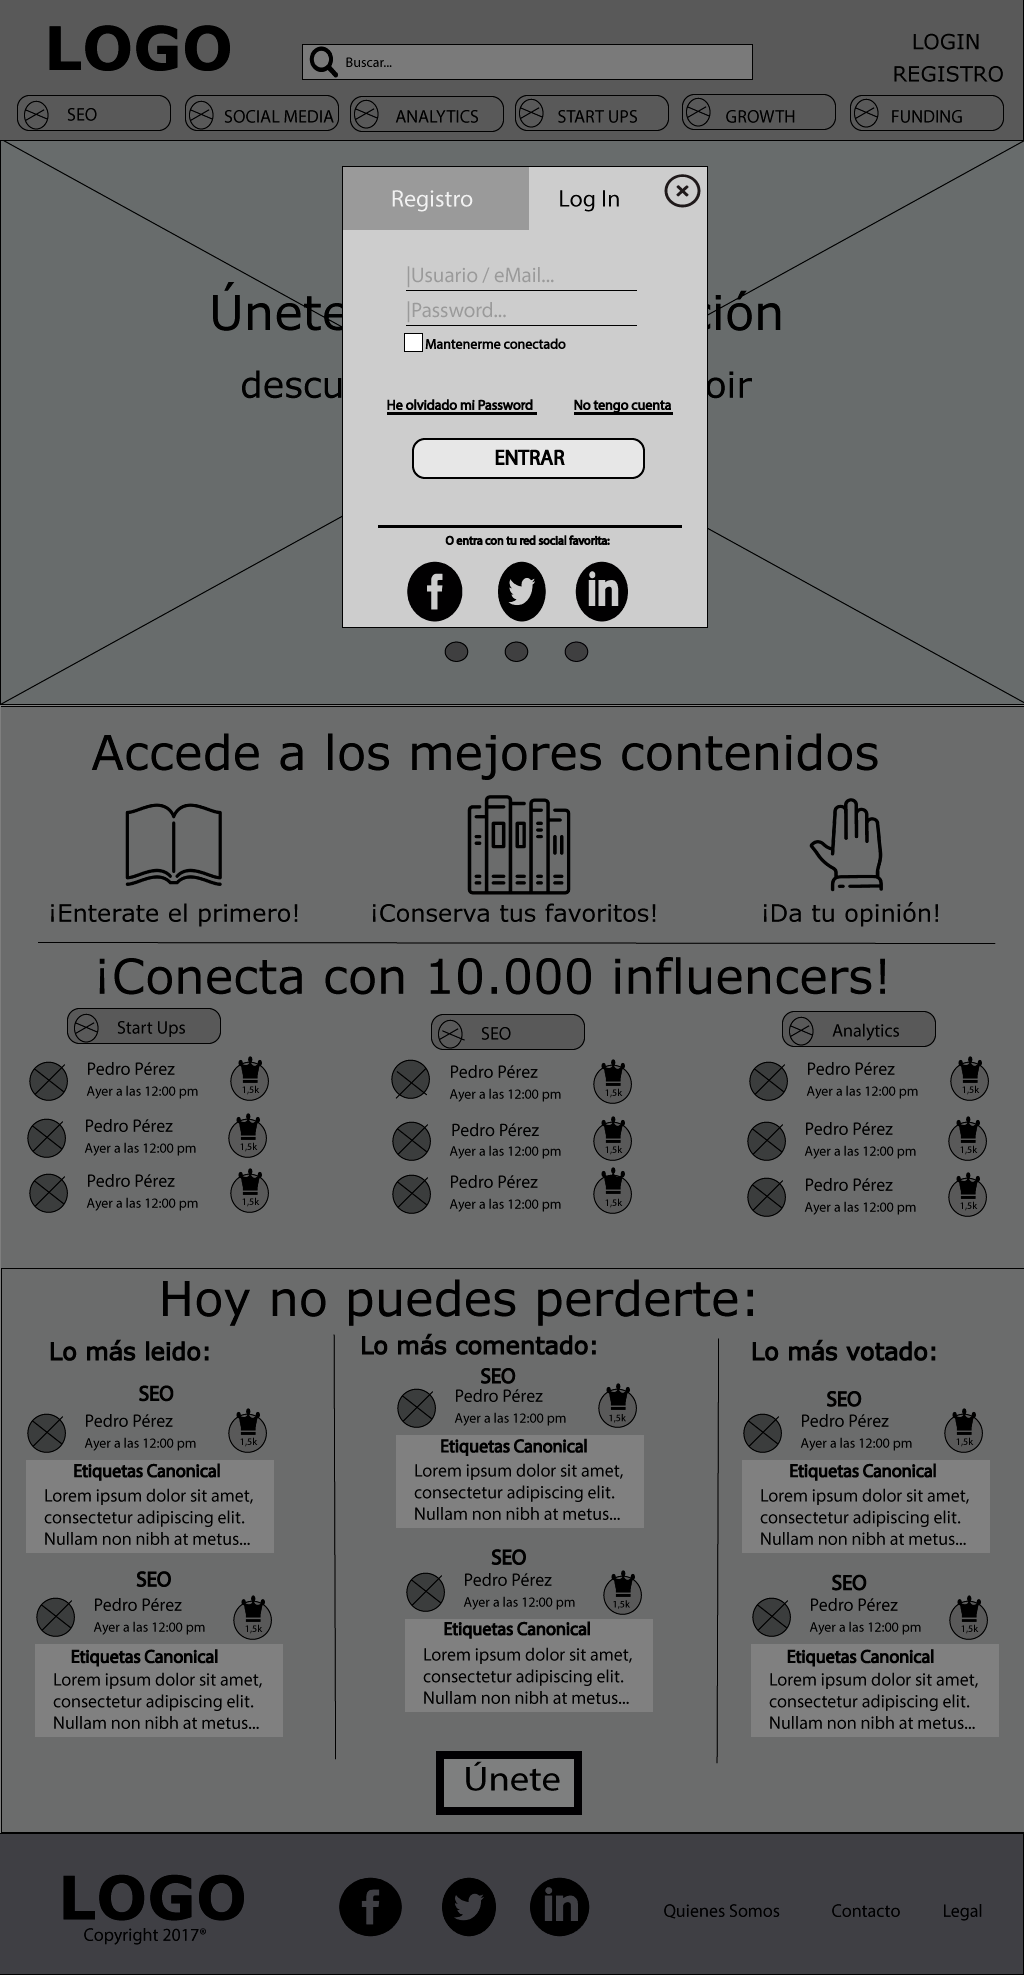 LOGO
Buscar...
LOGIN
REGISTRO
SEO
SOCIAL MEDIA
ANALYTICS
START UPS
GROWTH
FUNDING
Registro
Log In
|Usuario / eMail...
|Password...
Mantenerme conectado
He olvidado mi Password
No tengo cuenta
ENTRAR
O entra con tu red social favorita:
f
in
Únete
ión
descu
oir
Accede a los mejores contenidos
¡Enterate el primero!
¡Conserva tus favoritos!
¡Da tu opinión!
¡Conecta con 10.000 influencers!
Start Ups
Pedro Pérez
Ayer a las 12:00 pm
1,5k
Pedro Pérez
Ayer a las 12:00 pm
1,5k
Pedro Pérez
Ayer a las 12:00 pm
1,5k
SEO
Pedro Pérez
Ayer a las 12:00 pm
1,5k
Pedro Pérez
Ayer a las 12:00 pm
1,5k
Pedro Pérez
Ayer a las 12:00 pm
1,5k
Analytics
Pedro Pérez
Ayer a las 12:00 pm
1,5k
Pedro Pérez
Ayer a las 12:00 pm
1,5k
Pedro Pérez
Ayer a las 12:00 pm
1,5k
Hoy no puedes perderte:
Lo más leido:
SEO
Pedro Pérez
Ayer a las 12:00 pm
1,5k
Etiquetas Canonical
Lorem ipsum dolor sit amet,
consectetur adipiscing elit.
Nullam non nibh at metus...
SEO
Pedro Pérez
Ayer a las 12:00 pm
1,5k
Etiquetas Canonical
Lorem ipsum dolor sit amet,
consectetur adipiscing elit.
Nullam non nibh at metus...
Lo más comentado:
SEO
Pedro Pérez
Ayer a las 12:00 pm
1,5k
Etiquetas Canonical
Lorem ipsum dolor sit amet,
consectetur adipiscing elit.
Nullam non nibh at metus...
SEO
Pedro Pérez
Ayer a las 12:00 pm
1,5k
Etiquetas Canonical
Lorem ipsum dolor sit amet,
consectetur adipiscing elit.
Nullam non nibh at metus...
Lo más votado:
SEO
Pedro Pérez
Ayer a las 12:00 pm
1,5k
Etiquetas Canonical
Lorem ipsum dolor sit amet,
consectetur adipiscing elit.
Nullam non nibh at metus...
SEO
Pedro Pérez
Ayer a las 12:00 pm
1,5k
Etiquetas Canonical
Lorem ipsum dolor sit amet,
consectetur adipiscing elit.
Nullam non nibh at metus...
Únete
LOGO
Copyright 2017®
f
in
Quienes Somos
Contacto
Legal